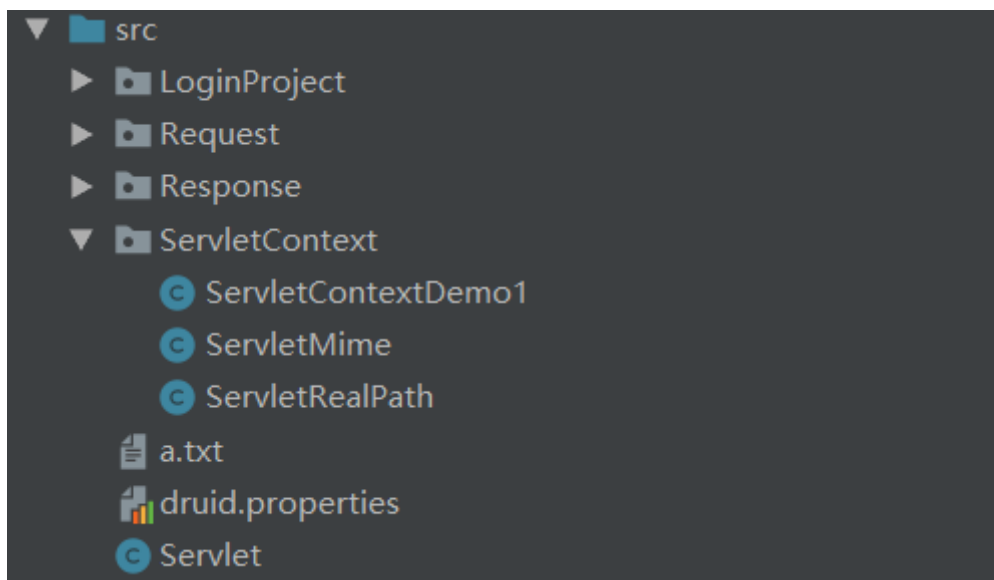 src
LoginProject
Request
Response
ServletContext
ServletContextDemo1
ServletMime
ServletRealPath
a.txt
druid.properties
Servlet